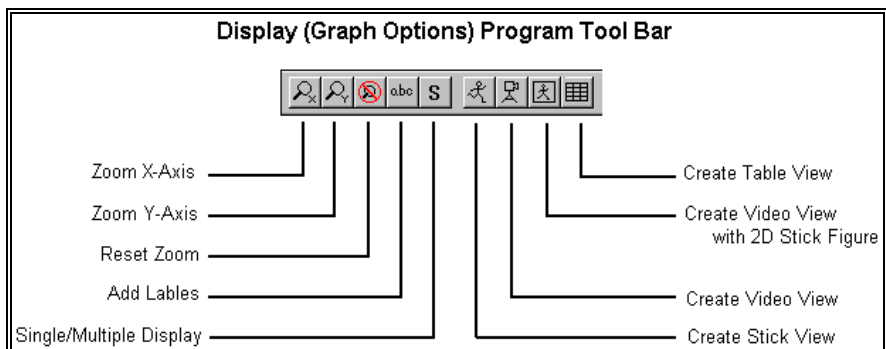 Display (Graph Options) Program Tool Bar
X Y abc S
Zoom X-Axis
Zoom Y-Axis
Reset Zoom
Add Lables
Single/Multiple Display
Create Table View
Create Video View
with 2D Stick Figure
Create Video View
Create Stick View